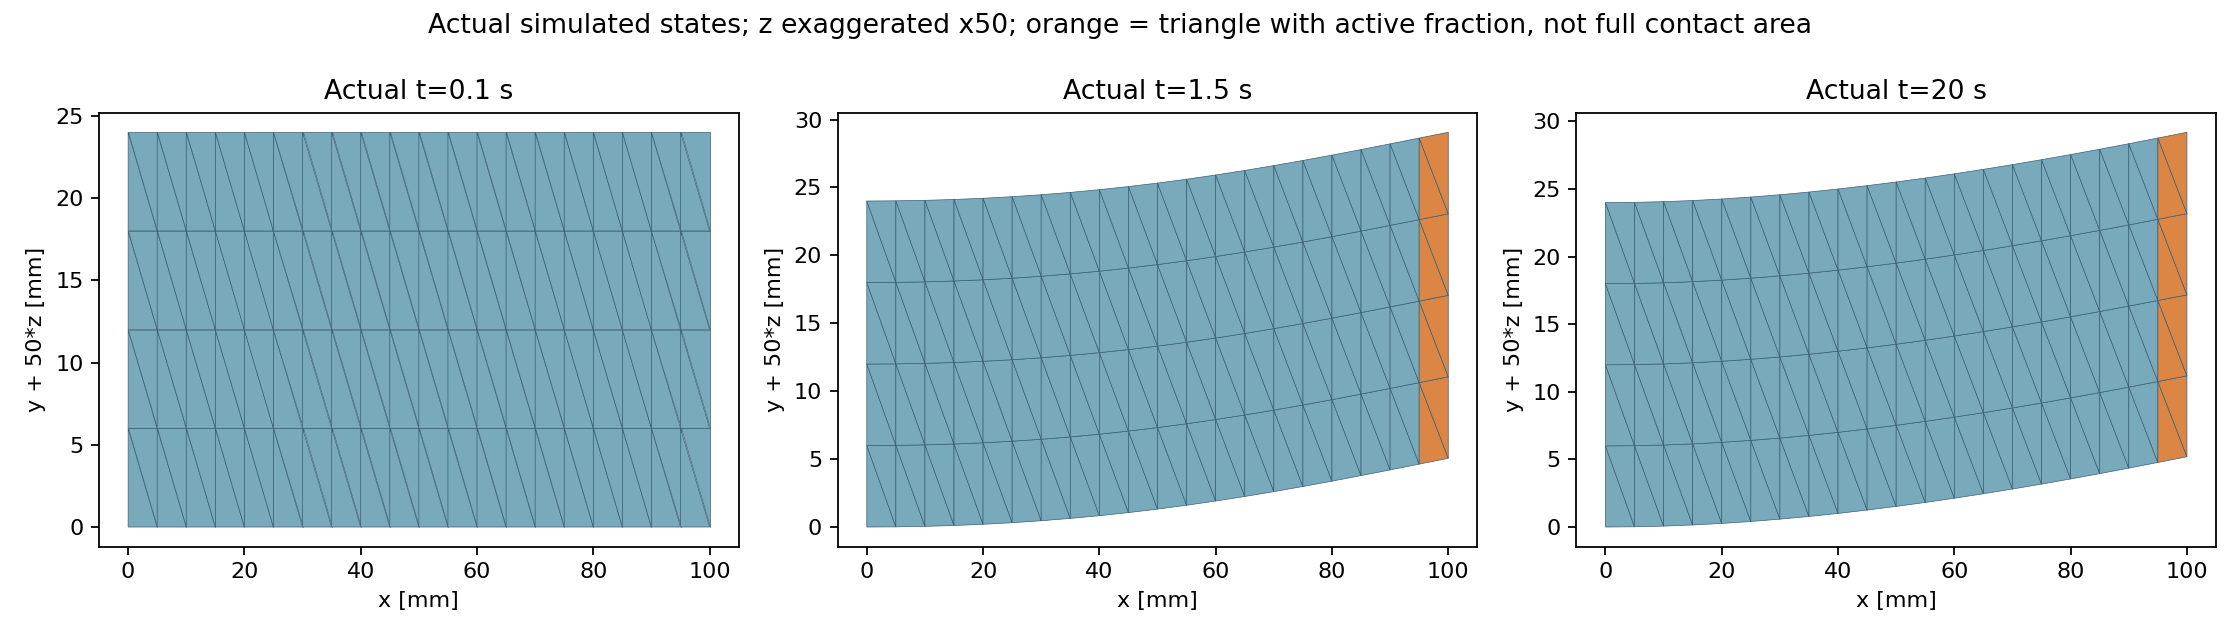 Actual simulated states; z exaggerated x50; orange = triangle with active fraction, not full contact area
Actual t=0.1 s
25
20
15
10
5
0
y + 50*z [mm]
0 20 40 60 80 100
x [mm]
Actual t=1.5 s
30
25
20
15
10
5
0
y + 50*z [mm]
0 20 40 60 80 100
x [mm]
Actual t=20 s
30
25
20
15
10
5
0
y + 50*z [mm]
0 20 40 60 80 100
x [mm]